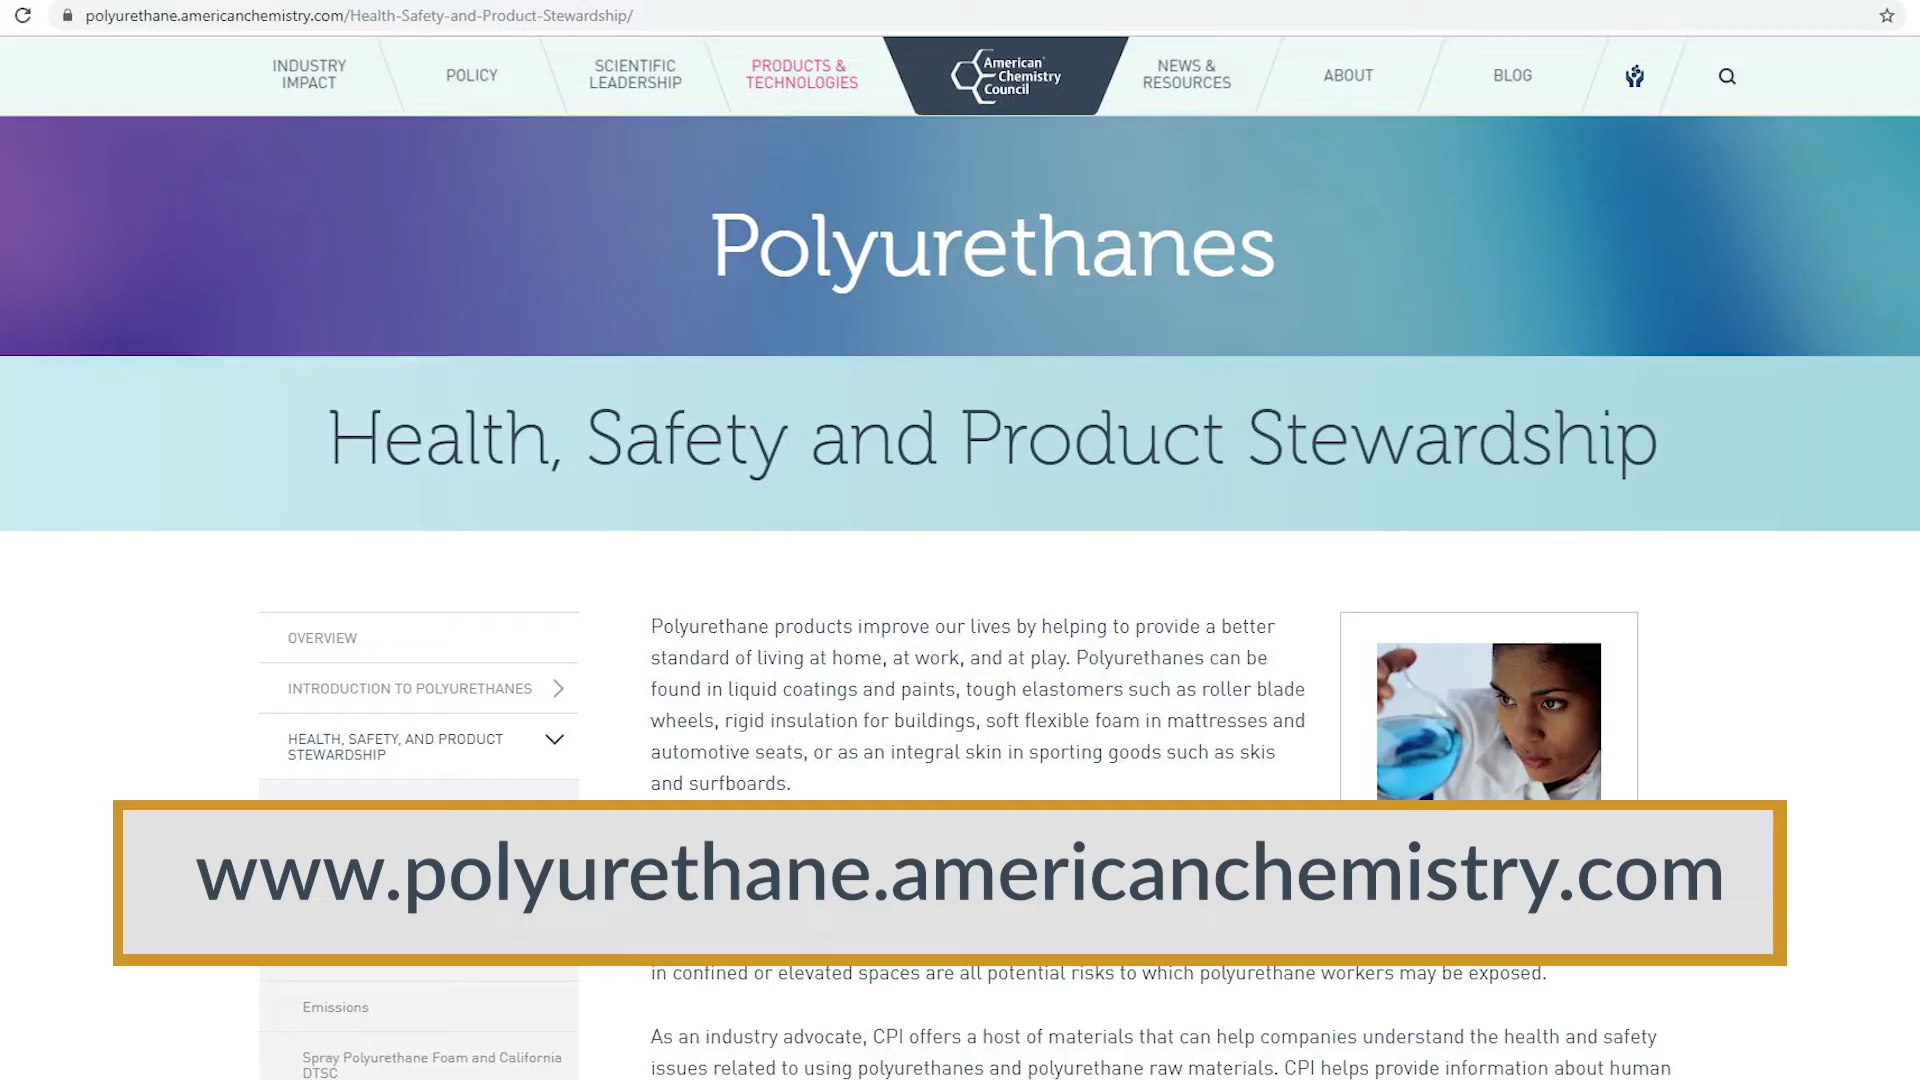 polyurethane.americanchemistry.com/Health-Safety-and-Product-Stewardship/
INDUSTRY
IMPACT
POLICY
SCIENTIFIC
LEADERSHIP
PRODUCTS &
TECHNOLOGIES
American
Chemistry
Council
NEWS &
RESOURCES
ABOUT
BLOG
Polyurethanes
Health, Safety and Product Stewardship
OVERVIEW
INTRODUCTION TO POLYURETHANES
HEALTH, SAFETY, AND PRODUCT
STEWARDSHIP
Polyurethane products improve our lives by helping to provide a better
standard of living at home, at work, and at play. Polyurethanes can be
found in liquid coatings and paints, tough elastomers such as roller blade
wheels, rigid insulation for buildings, soft flexible foam in mattresses and
automotive seats, or as an integral skin in sporting goods such as skis
and surfboards.
www.polyurethane.americanchemistry.com
in confined or elevated spaces are all potential risks to which polyurethane workers may be exposed.
Emissions
Spray Polyurethane Foam and California
DTSC
As an industry advocate, CPI offers a host of materials that can help companies understand the health and safety
issues related to using polyurethanes and polyurethane raw materials. CPI helps provide information about human